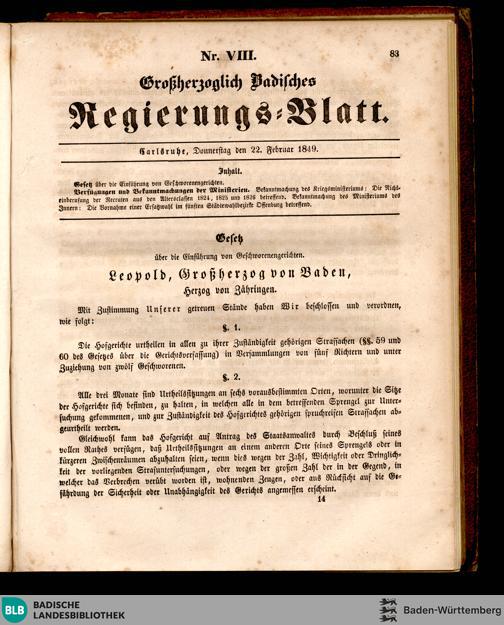 Nr. VIII.
83
Großherzoglich Badisches
Regierungs-Blatt.
Carlsruhe, Donnerstag den 22. Februar 1849.
Inhalt.
Gesetz über die Einführung von Geschworenengerichten.
Verfügungen und Bekanntmachungen der Ministerien. Bekanntmachung des Kriegsministeriums: Die Nicht-
einberufung der Recruten aus den Altersclassen 1824, 1825 und 1826 betreffend. Bekanntmachung des Ministeriums des
Innern: Die Vornahme einer Ersatzwahl im fünften Städtewahlbezirke Offenburg betreffend.
Gesetz
über die Einführung von Geschworenengerichten.
Leopold, Großherzog von Baden,
Herzog von Zähringen.
Mit Zustimmung Unserer getreuen Stände haben Wir beschlossen und verordnen,
wie folgt:
§. 1.
Die Hofgerichte urtheilen in allen zu ihrer Zuständigkeit gehörigen Strafsachen (§§. 59 und
60 des Gesetzes über die Gerichtsverfassung) in Versammlungen von fünf Richtern und unter
Zuziehung von zwölf Geschworenen.
§. 2.
Alle drei Monate sind Urtheilssitzungen an sechs vorausbestimmten Orten, worunter die Sitze
der Hofgerichte sich befinden, zu halten, in welchen alle in dem betreffenden Sprengel zur Unter-
suchung gekommenen, und zur Zuständigkeit des Hofgerichtes gehörigen spruchreifen Strafsachen ab-
geurtheilt werden.
Gleichwohl kann das Hofgericht auf Antrag des Staatsanwaltes durch Beschluß seines
vollen Rathes verfügen, daß Urtheilssitzungen an einem anderen Orte seines Sprengels oder in
kürzeren Zwischenräumen abzuhalten seien, wenn dies wegen der Zahl, Wichtigkeit oder Dringlich-
keit der vorliegenden Strafuntersuchungen, oder wegen der großen Zahl der in der Gegend, in
welcher das Verbrechen verübt worden ist, wohnenden Zeugen, oder aus Rücksicht auf die Ge-
fährdung der Sicherheit oder Unabhängigkeit des Gerichts angemessen erscheint.
14
BLB BADISCHE
LANDESBIBLIOTHEK
Baden-Württemberg